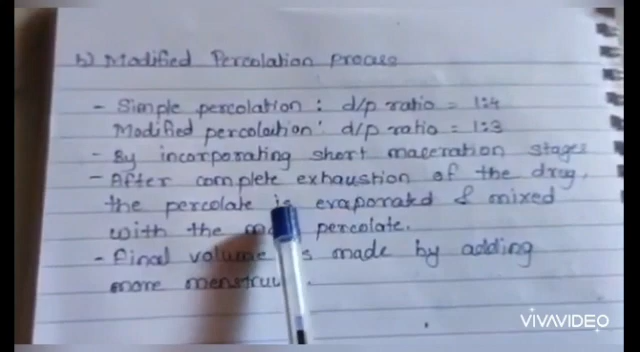 b) Modified Percolation process
- Simple percolation : d/p ratio = 1:4
Modified percolation : d/p ratio = 1:3
- By incorporating short maceration stages
- After complete exhaustion of the drug,
the percolate is evaporated & mixed
with the percolate.
- Final volume is made by adding
more menstruu
VIVAVIDEO